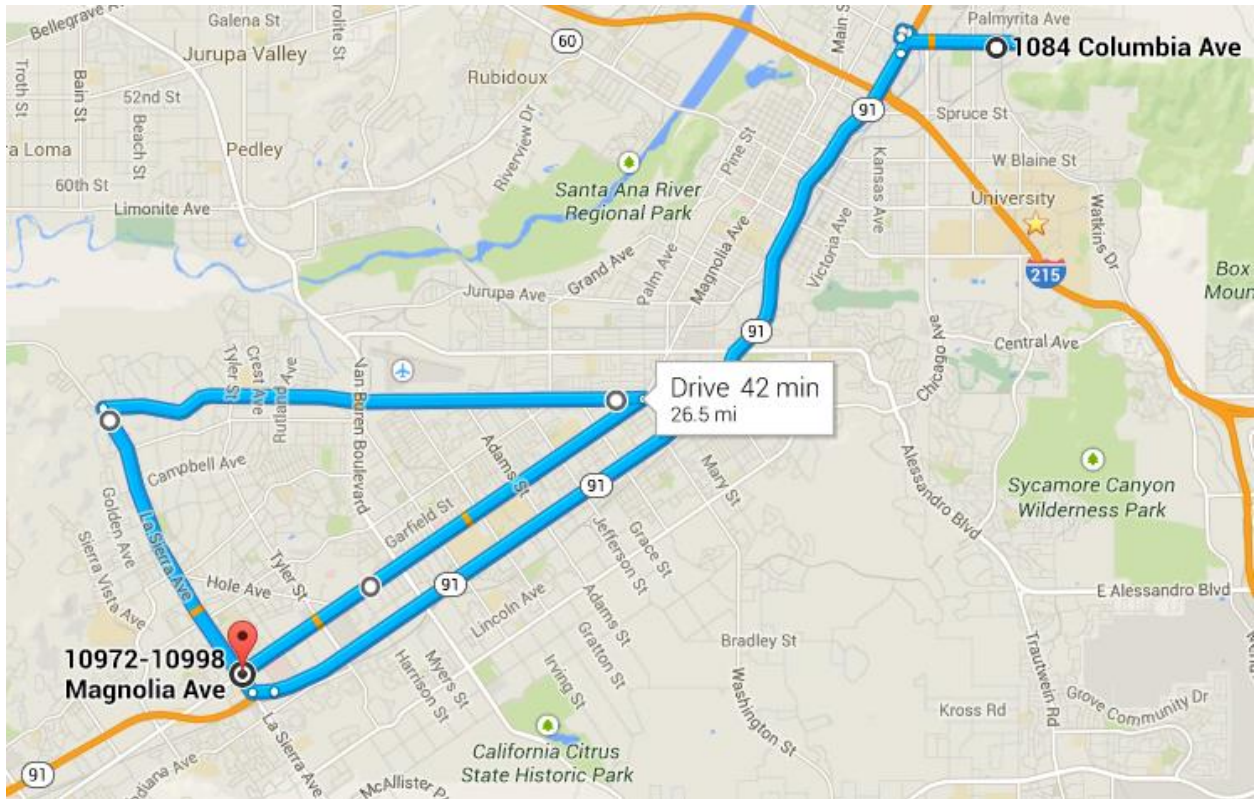 Bellegrave Ave
Galena St
Jurupa Valley
Troth St
Bain St
52nd St
Beach St
Pedley
ra Loma
60th St
Limonite Ave
60
Rubidoux
Riverview Dr
Main S
Palmyrita Ave
1084 Columbia Ave
91
Spruce St
Pine St
Kansas Ave
W Blaine St
University
Watkins Dr
Santa Ana River
Regional Park
Grand Ave
Palm Ave
Magnolia Ave
Victoria Ave
215
Box
Moun
Jurupa Ave
91
Central Ave
Chicago Ave
Tyler St
Crest Ave
Rutland Ave
Van Buren Boulevard
Drive 42 min
26.5 mi
Campbell Ave
Adams St
Mary St
Alessandro Blvd
Sycamore Canyon
Wilderness Park
91
Golden Ave
La Sierra Ave
Garfield St
Jefferson St
Grace St
Sierra Vista Ave
Hole Ave
Tyler St
91
Lincoln Ave
E Alessandro Blvd
Adams St
Gratton St
Bradley St
10972-10998
Magnolia Ave
Harrison St
Myers St
Irving St
Washington St
Trautwein Rd
Grove Community Dr
Kross Rd
La Sierra Ave
California Citrus
State Historic Park
91
Indiana Ave
McAllister P